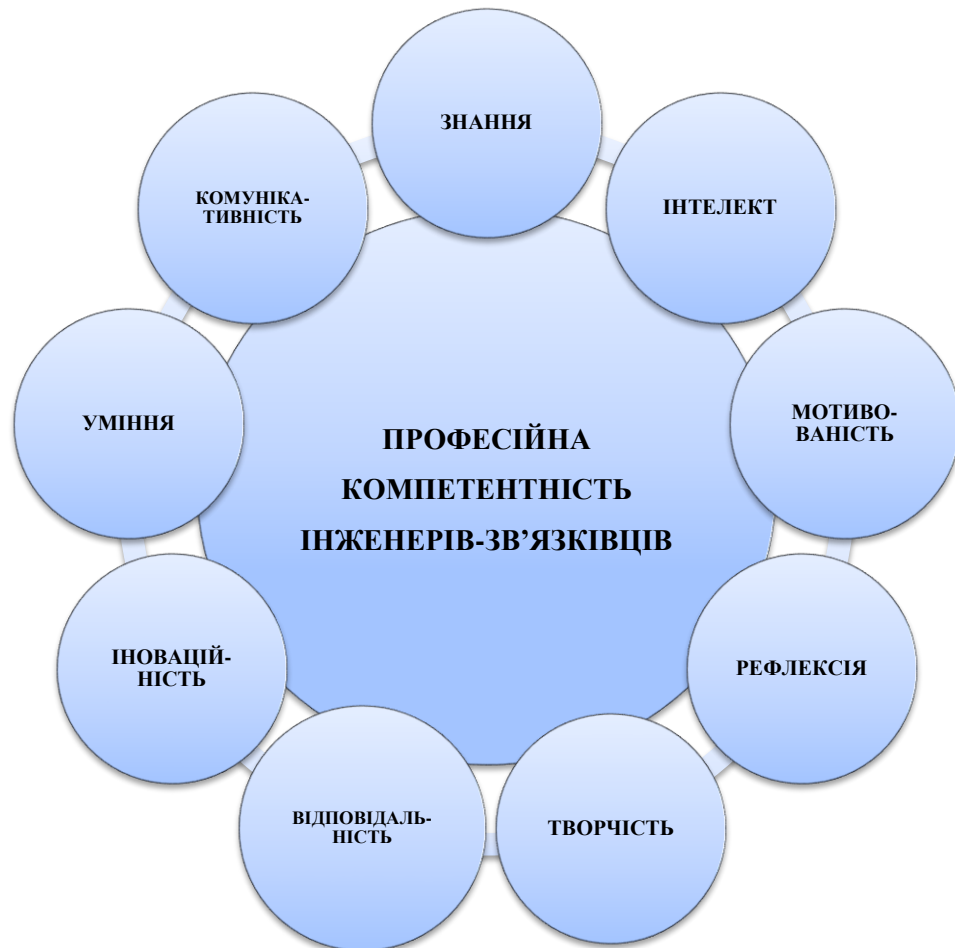 ЗНАННЯ
ІНТЕЛЕКТ
МОТИВО-
ВАНІСТЬ
РЕФЛЕКСІЯ
ТВОРЧІСТЬ
ВІДПОВІДАЛЬ-
НІСТЬ
ІНОВАЦІЙ-
НІСТЬ
УМІННЯ
КОМУНІКА-
ТИВНІСТЬ
ПРОФЕСІЙНА
КОМПЕТЕНТНІСТЬ
ІНЖЕНЕРІВ-ЗВ’ЯЗКІВЦІВ